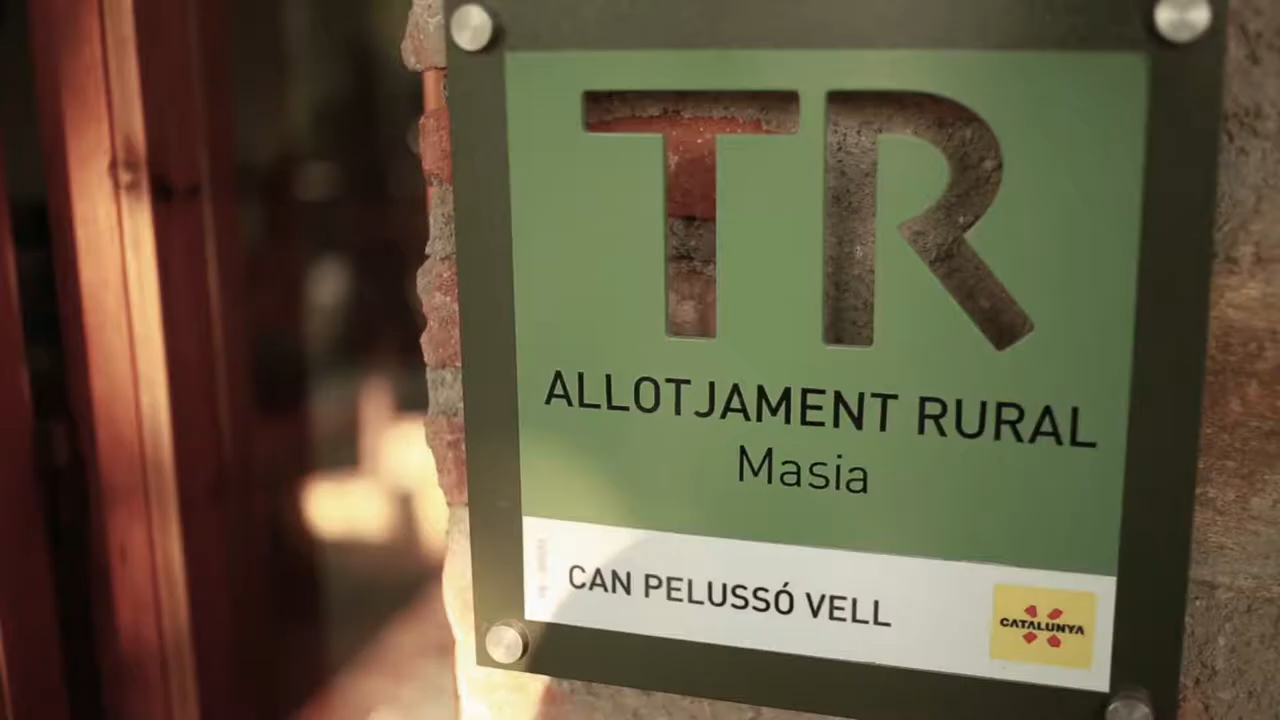 TR
ALLOTJAMENT RURAL
Masia
CAN PELUSSÓ VELL
CATALUNYA